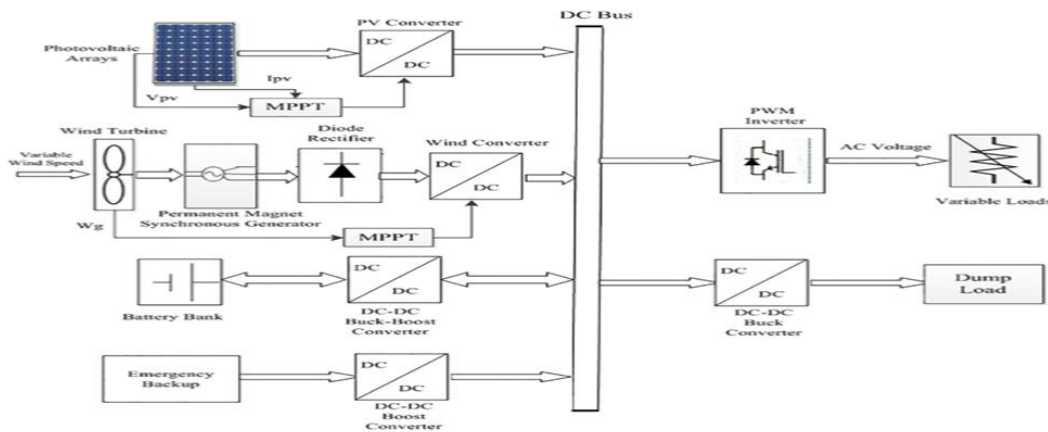 DC Bus
PV Converter
DC
DC
Photovoltaic
Arrays
Ipv
Vpv
MPPT
Wind Turbine
Variable
Wind Speed
Diode
Rectifier
Wind Converter
DC
DC
Permanent Magnet
Synchronous Generator
Wg
MPPT
PWM
Inverter
AC Voltage
Variable Loads
DC
DC
Battery Bank
DC-DC
Buck-Boost
Converter
DC
DC
DC-DC
Buck
Converter
Dump
Load
Emergency
Backup
DC
DC
DC-DC
Boost
Converter